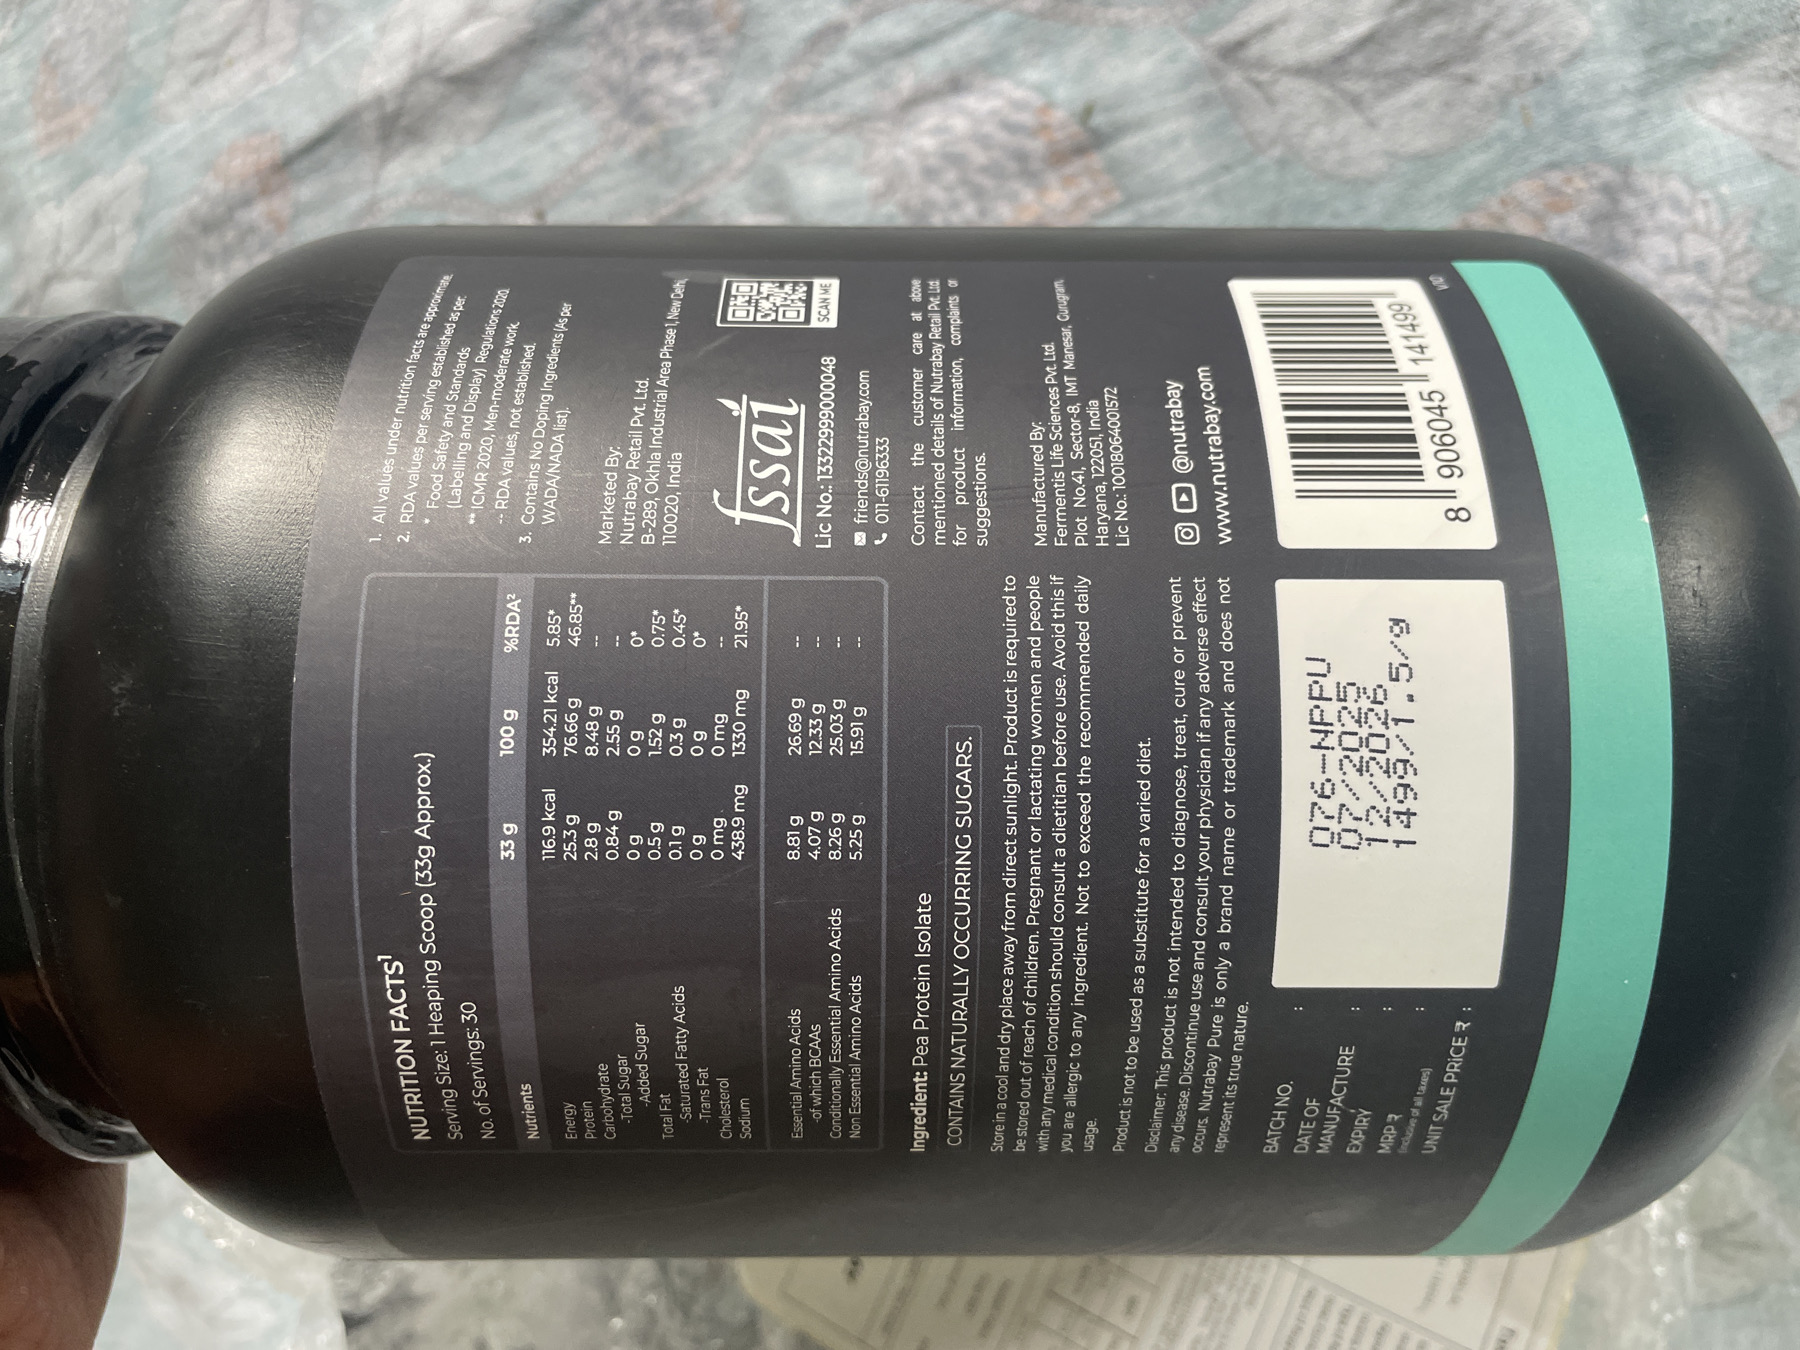 NUTRITION FACTS¹
Serving Size: 1 Heaping Scoop (33g Approx.)
No. of Servings: 30
Nutrients 33 g 100 g %RDA²
Energy 116.9 kcal 354.21 kcal 5.85*
Protein 25.3 g 76.66 g 46.85**
Carbohydrate 2.8 g 8.48 g --
-Total Sugar 0.84 g 2.55 g --
-Added Sugar 0 g 0 g 0*
Total Fat 0.5 g 1.52 g 0.75*
-Saturated Fatty Acids 0.1 g 0.3 g 0.45*
-Trans Fat 0 g 0 g 0*
Cholesterol 0 mg 0 mg --
Sodium 438.9 mg 1330 mg 21.95*
Essential Amino Acids 8.81 g 26.69 g --
-of which BCAAs 4.07 g 12.33 g --
Conditionally Essential Amino Acids 8.26 g 25.03 g --
Non Essential Amino Acids 5.25 g 15.91 g --
Ingredient: Pea Protein Isolate
CONTAINS NATURALLY OCCURRING SUGARS.
Store in a cool and dry place away from direct sunlight. Product is required to
be stored out of reach of children. Pregnant or lactating women and people
with any medical condition should consult a dietitian before use. Avoid this if
you are allergic to any ingredient. Not to exceed the recommended daily
usage.
Product is not to be used as a substitute for a varied diet.
Disclaimer: This product is not intended to diagnose, treat, cure or prevent
any disease. Discontinue use and consult your physician if any adverse effect
occurs. Nutrabay Pure is only a brand name or trademark and does not
represent its true nature.
BATCH NO. :
DATE OF
MANUFACTURE :
EXPIRY :
MRP ₹ :
(Inclusive of all taxes)
UNIT SALE PRICE ₹ :
076-NPPU
07/2025
12/2026
1499/1.5/g
1. All values under nutrition facts are approximate.
2. RDA values per serving established as per:
* Food Safety and Standards
(Labelling and Display) Regulations 2020.
** ICMR 2020, Men-moderate work.
-- RDA values, not established.
3. Contains No Doping Ingredients (As per
WADA/NADA list).
Marketed By:
Nutrabay Retail Pvt. Ltd.
B-289, Okhla Industrial Area Phase 1, New Delhi,
110020, India
fssai
SCAN ME
Lic No.: 13322999000048
friends@nutrabay.com
011-61196333
Contact the customer care at above
mentioned details of Nutrabay Retail Pvt. Ltd.
for product information, complaints or
suggestions.
Manufactured By:
Fermentis Life Sciences Pvt. Ltd.
Plot No.41, Sector-8, IMT Manesar, Gurugram,
Haryana, 122051, India
Lic No.: 10018064001572
@nutrabay
www.nutrabay.com
8 906045 141499
V10